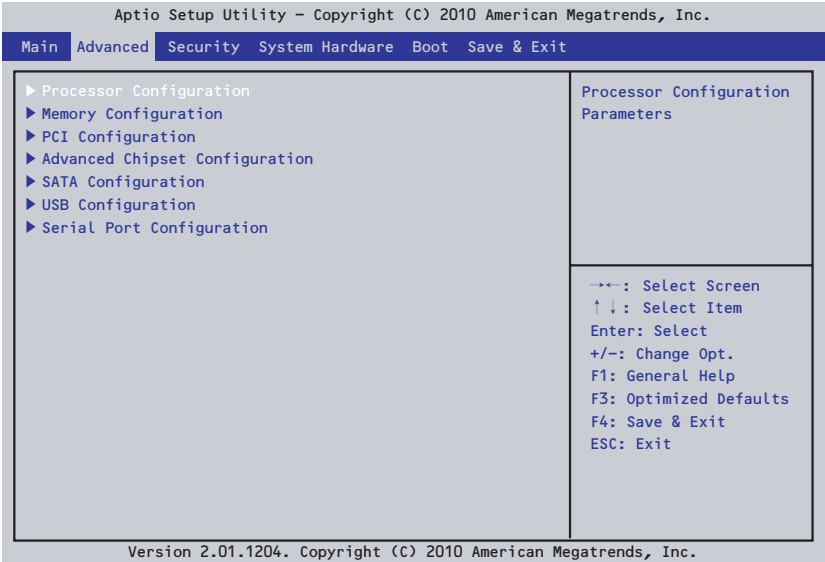 Aptio Setup Utility – Copyright (C) 2010 American Megatrends, Inc.
Main Advanced Security System Hardware Boot Save & Exit
▶ Processor Configuration
▶ Memory Configuration
▶ PCI Configuration
▶ Advanced Chipset Configuration
▶ SATA Configuration
▶ USB Configuration
▶ Serial Port Configuration
Processor Configuration
Parameters
→←: Select Screen
↑↓: Select Item
Enter: Select
+/–: Change Opt.
F1: General Help
F3: Optimized Defaults
F4: Save & Exit
ESC: Exit
Version 2.01.1204. Copyright (C) 2010 American Megatrends, Inc.